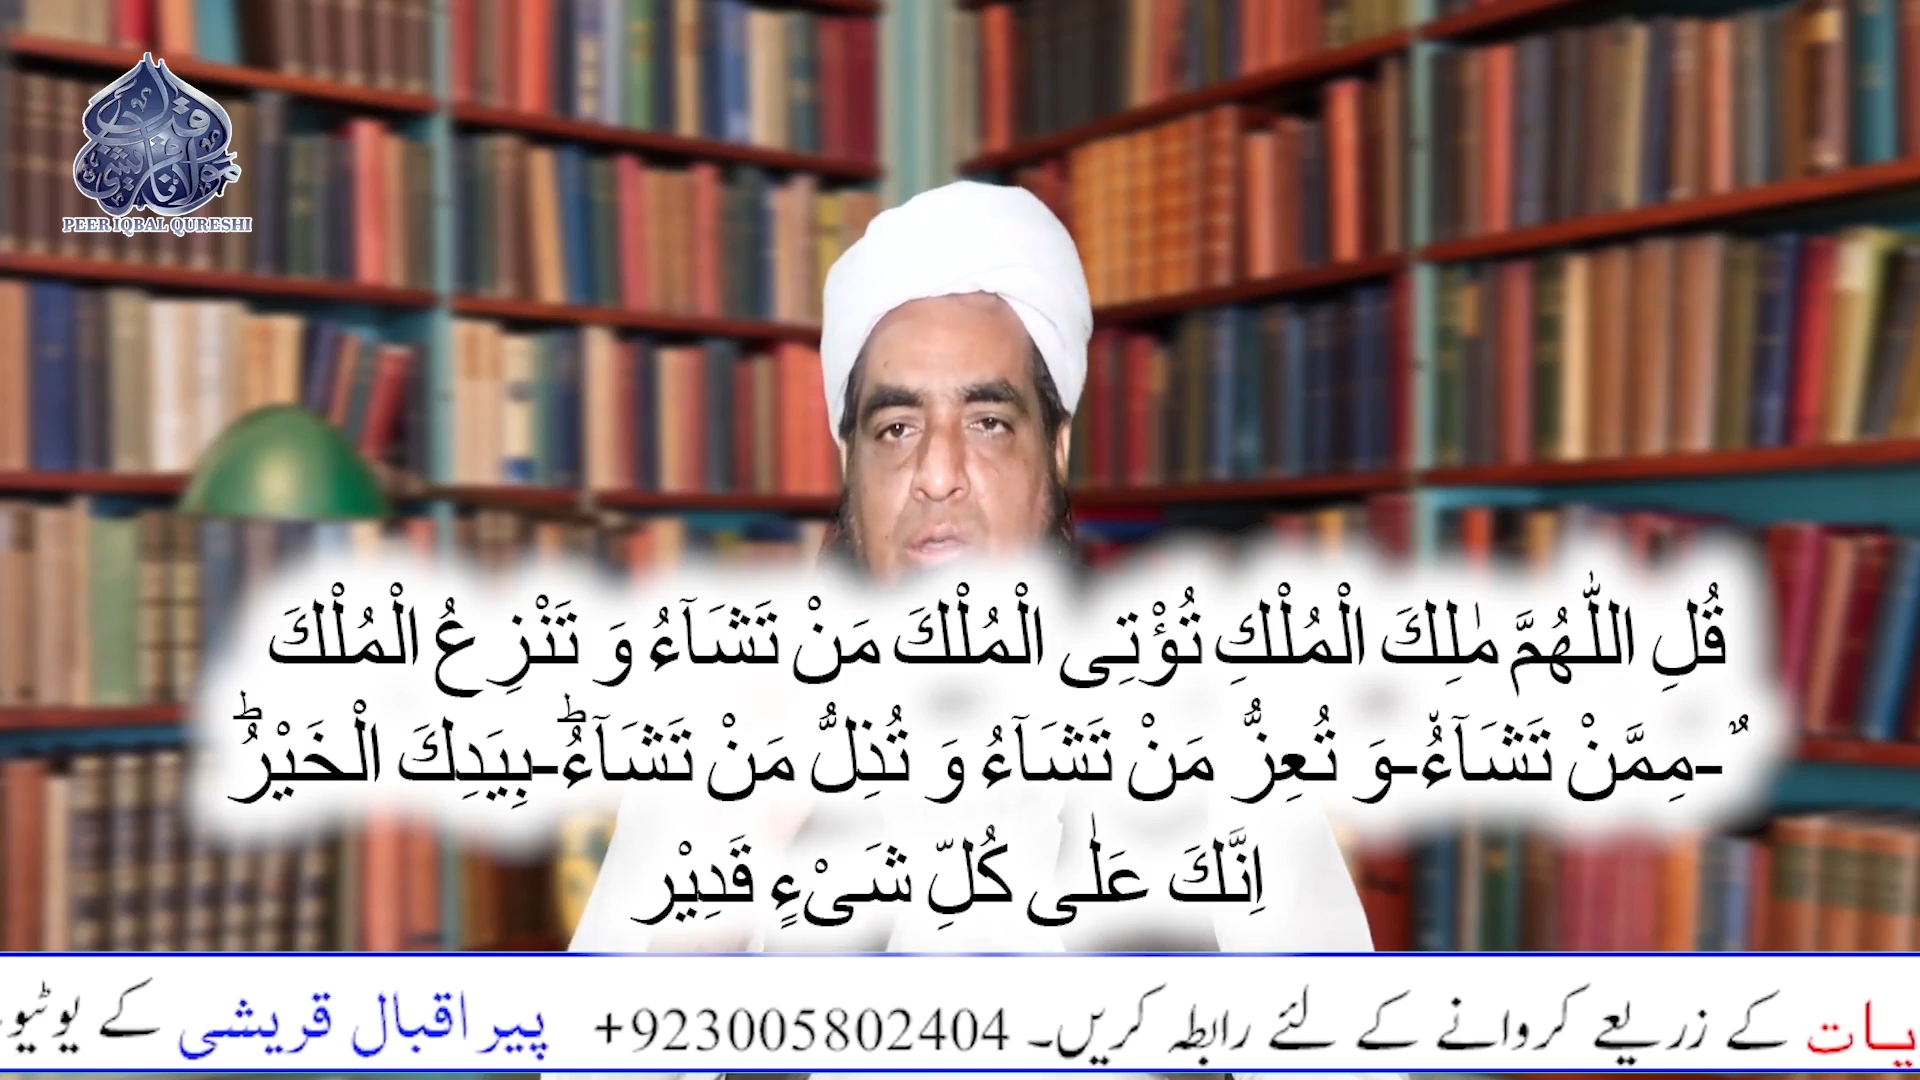 PEER IQBAL QURESHI
قُلِ اللّٰهُمَّ مٰلِكَ الْمُلْكِ تُؤْتِی الْمُلْكَ مَنْ تَشَآءُ وَ تَنْزِعُ الْمُلْكَ
مِمَّنْ تَشَآءُ٘-وَ تُعِزُّ مَنْ تَشَآءُ وَ تُذِلُّ مَنْ تَشَآءُؕ-بِیَدِكَ الْخَیْرُؕ-ٌ
اِنَّكَ عَلٰى كُلِّ شَیْءٍ قَدِیْر
یات کے زریعے کروانے کے لئے رابطہ کریں۔ 923005802404+ پیر اقبال قریشی کے یوٹیو